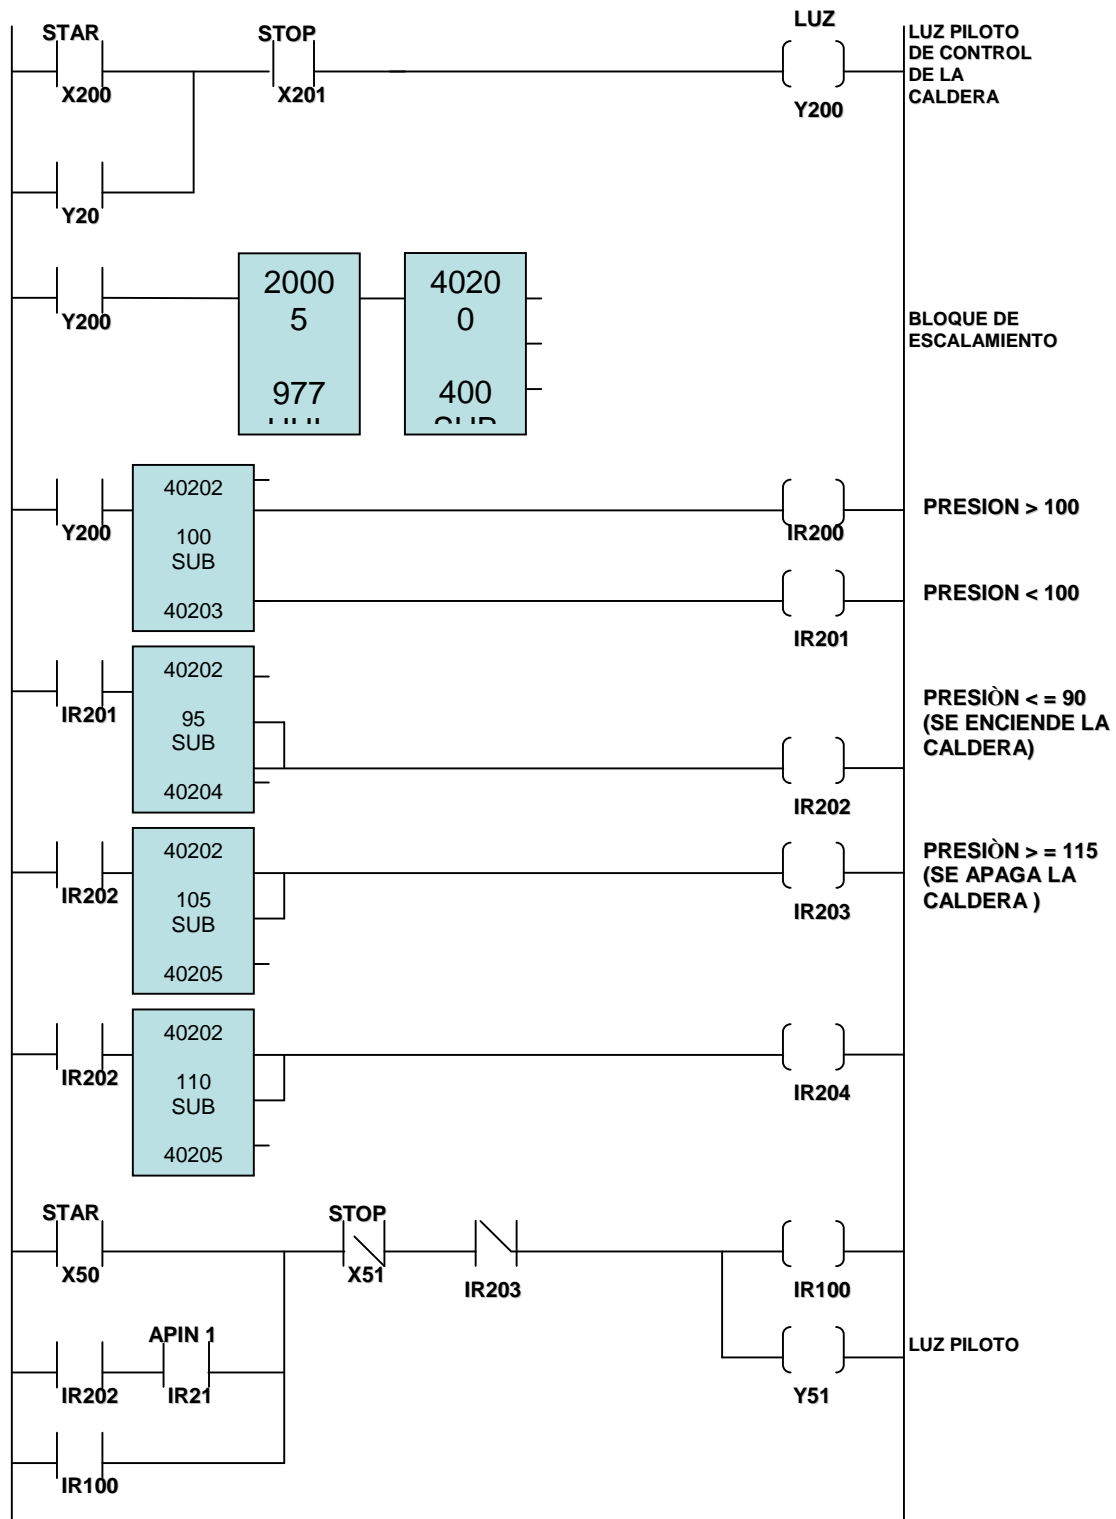 STAR
STOP
LUZ
LUZ PILOTO
DE CONTROL
DE LA
CALDERA
X200
X201
Y200
Y20
2000
5
977
4020
0
400
Y200
BLOQUE DE
ESCALAMIENTO
40202
100
SUB
40203
Y200
IR200
PRESION > 100
IR201
PRESION < 100
40202
95
SUB
40204
IR201
IR202
PRESIÒN < = 90
(SE ENCIENDE LA
CALDERA)
40202
105
SUB
40205
IR202
IR203
PRESIÒN > = 115
(SE APAGA LA
CALDERA )
40202
110
SUB
40205
IR202
IR204
STAR
STOP
X50
X51
IR203
IR100
APIN 1
IR202
IR21
Y51
LUZ PILOTO
IR100